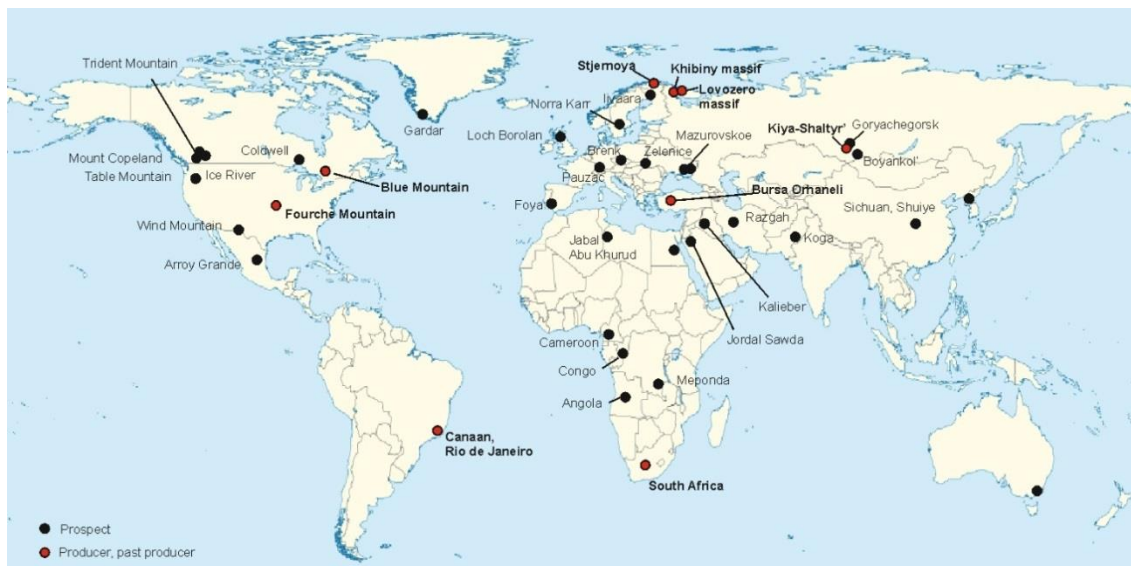 Trident Mountain
Stjernoya
Khibiny massif
Iivaara
Lovozero
massif
Norra Karr
Gardar
Loch Borolan
Mazurovskoe
Kiya-Shaltyr'
Goryachegorsk
Mount Copeland
Coldwell
Brenk
Zelenice
Boyankol'
Table Mountain
Ice River
Pauzac
Blue Mountain
Bursa Orhaneli
Foya
Fourche Mountain
Sichuan, Shuiye
Wind Mountain
Razgah
Jabal
Abu Khurud
Koga
Arroy Grande
Kalieber
Cameroon
Jordal Sawda
Congo
Meponda
Angola
Canaan,
Rio de Janeiro
South Africa
Prospect
Producer, past producer